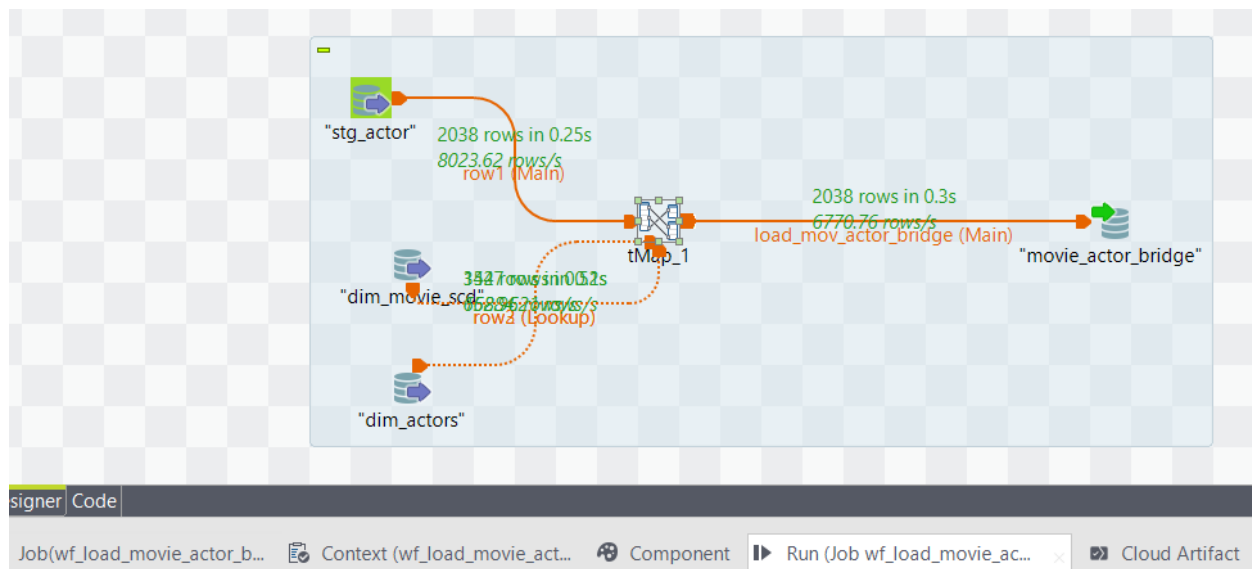 "stg_actor"
2038 rows in 0.25s
8023.62 rows/s
row1 (Main)
2038 rows in 0.3s
6770.76 rows/s
load_mov_actor_bridge (Main)
tMap_1
"movie_actor_bridge"
"dim_movie_scd"
(Lookup)
"dim_actors"
signer
Code
Job(wf_load_movie_actor_b...
Context (wf_load_movie_act...
Component
Run (Job wf_load_movie_ac...
Cloud Artifact